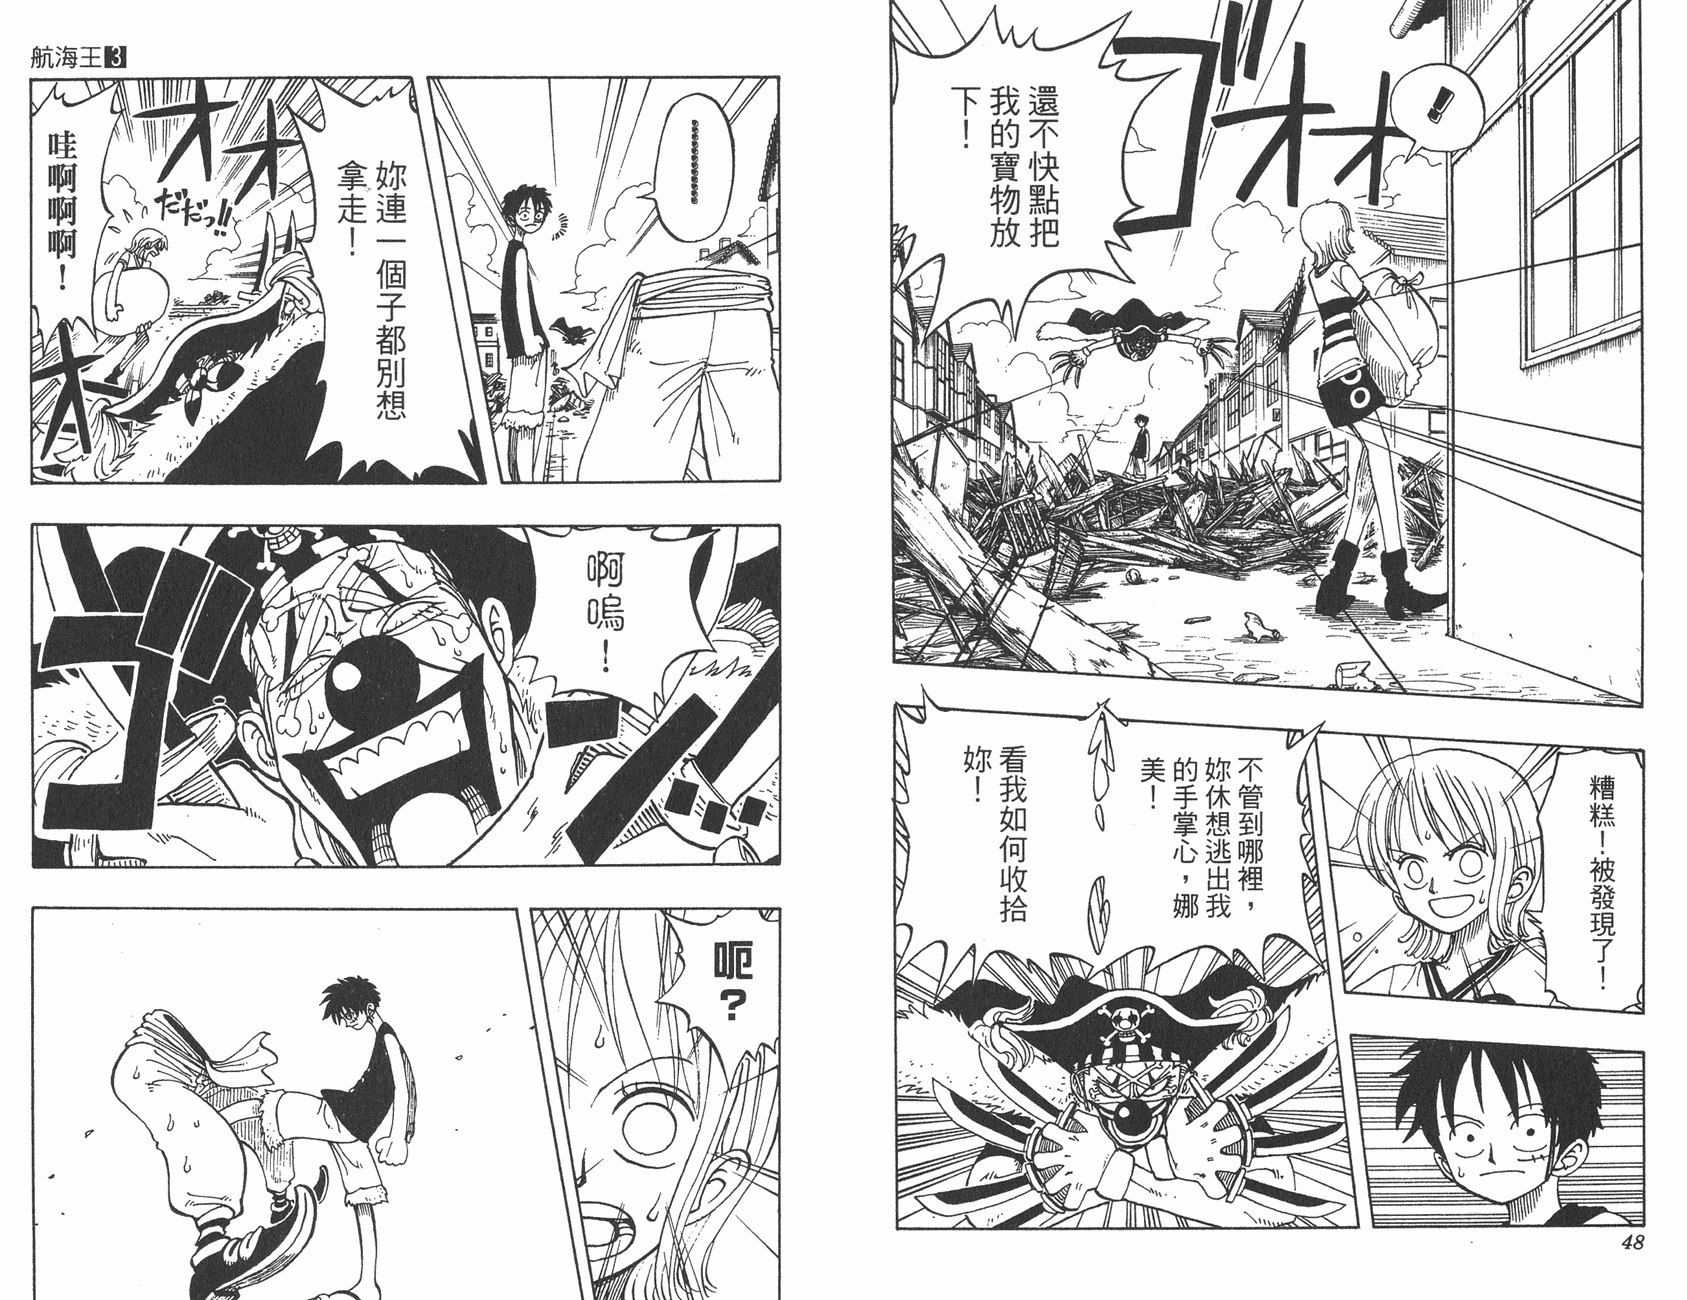 還不快點把
我的寶物放
下！
！
ゴオオ
糟糕！被發現了！
不管到哪裡，
妳休想逃出我
的手掌心，娜
美！
看我如何收拾
妳！
48
航海王3
…………
妳連一個子都別想
拿走！
オオオ
だだっ!!
哇啊啊啊！
啊嗚！
ゴーン
呃？